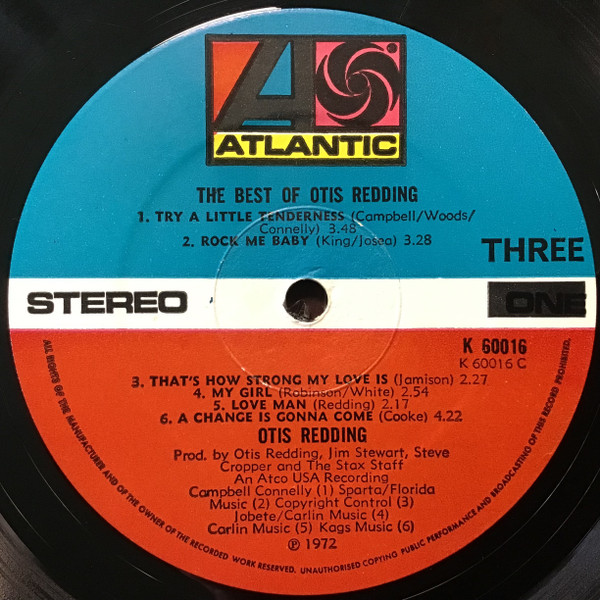 ATLANTIC
THE BEST OF OTIS REDDING
1. TRY A LITTLE TENDERNESS (Campbell/Woods/
Connelly) 3.48
2. ROCK ME BABY (King/Josea) 3.28
THREE
STEREO
ONE
K 60016
K 60016 C
3. THAT'S HOW STRONG MY LOVE IS (Jamison) 2.27
4. MY GIRL (Robinson/White) 2.54
5. LOVE MAN (Redding) 2.17
6. A CHANGE IS GONNA COME (Cooke) 4.22
OTIS REDDING
Prod. by Otis Redding, Jim Stewart, Steve
Cropper and The Stax Staff
An Atco USA Recording
Campbell Connelly (1) Sparta/Florida
Music (2) Copyright Control (3)
Jobete/Carlin Music (4)
Carlin Music (5) Kags Music (6)
℗ 1972
ALL RIGHTS OF THE MANUFACTURER AND OF THE OWNER OF THE RECORDED WORK RESERVED. UNAUTHORISED COPYING PUBLIC PERFORMANCE AND BROADCASTING OF THIS RECORD PROHIBITED.